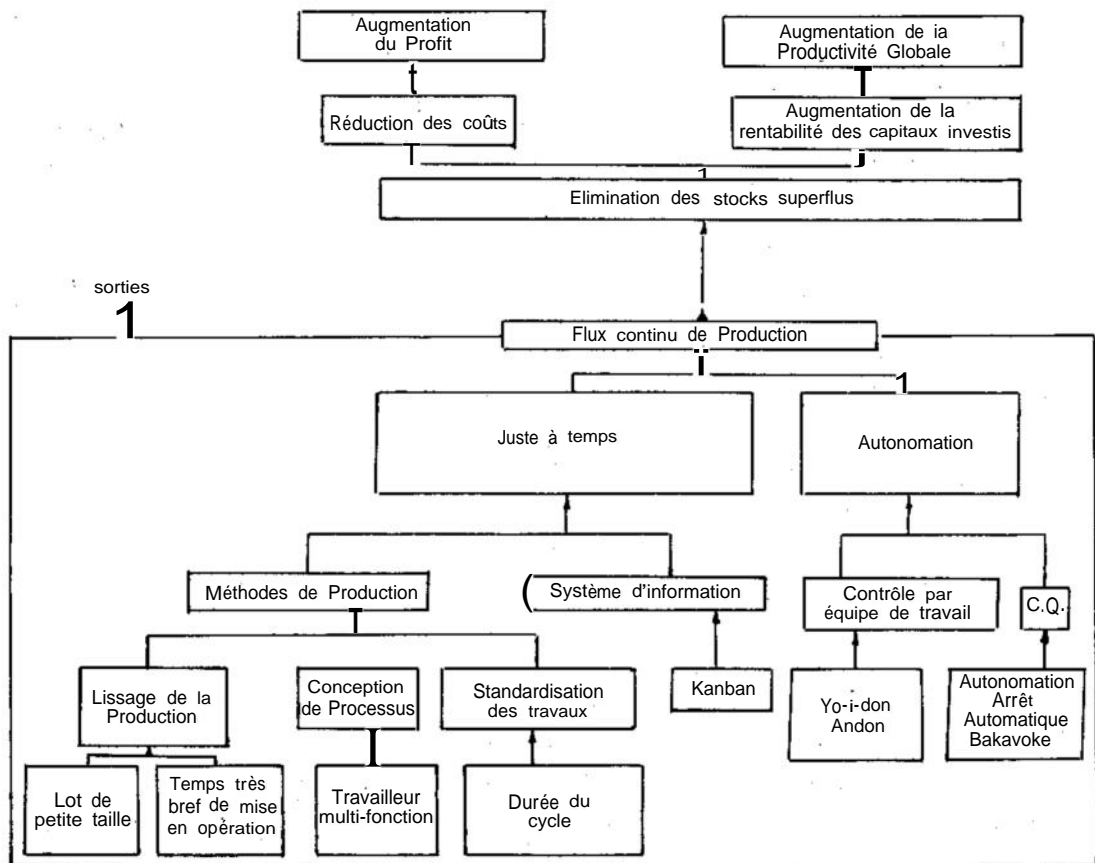 Augmentation
du Profit
Augmentation de ia
Productivité Globale
Réduction des coûts
Augmentation de la
rentabilité des capitaux investis
Elimination des stocks superflus
sorties
Flux continu de Production
Juste à temps
Autonomation
Méthodes de Production
Système d'information
Contrôle par
équipe de travail
C.Q.
Lissage de la
Production
Conception
de Processus
Standardisation
des travaux
Kanban
Yo-i-don
Andon
Autonomation
Arrêt
Automatique
Bakavoke
Lot de
petite taille
Temps très
bref de mise
en opération
Travailleur
multi-fonction
Durée du
cycle